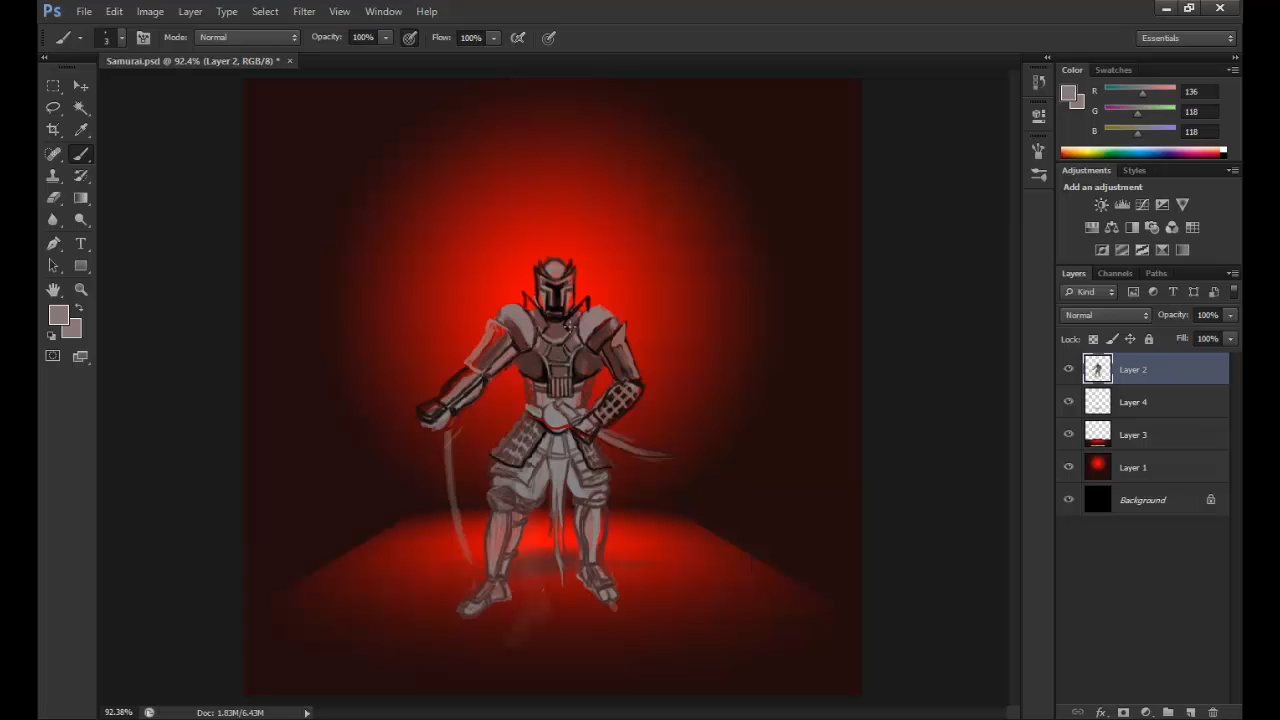 Ps File Edit Image Layer Type Select Filter View Window Help
3 Mode: Normal Opacity: 100% Flow: 100% Essentials
Samurai.psd @ 92.4% (Layer 2, RGB/8) * ×
Color Swatches
R 136
G 118
B 118
Adjustments Styles
Add an adjustment
Layers Channels Paths
Kind
Normal Opacity: 100%
Lock: Fill: 100%
Layer 2
Layer 4
Layer 3
Layer 1
Background
92.38% Doc: 1.83M/6.43M